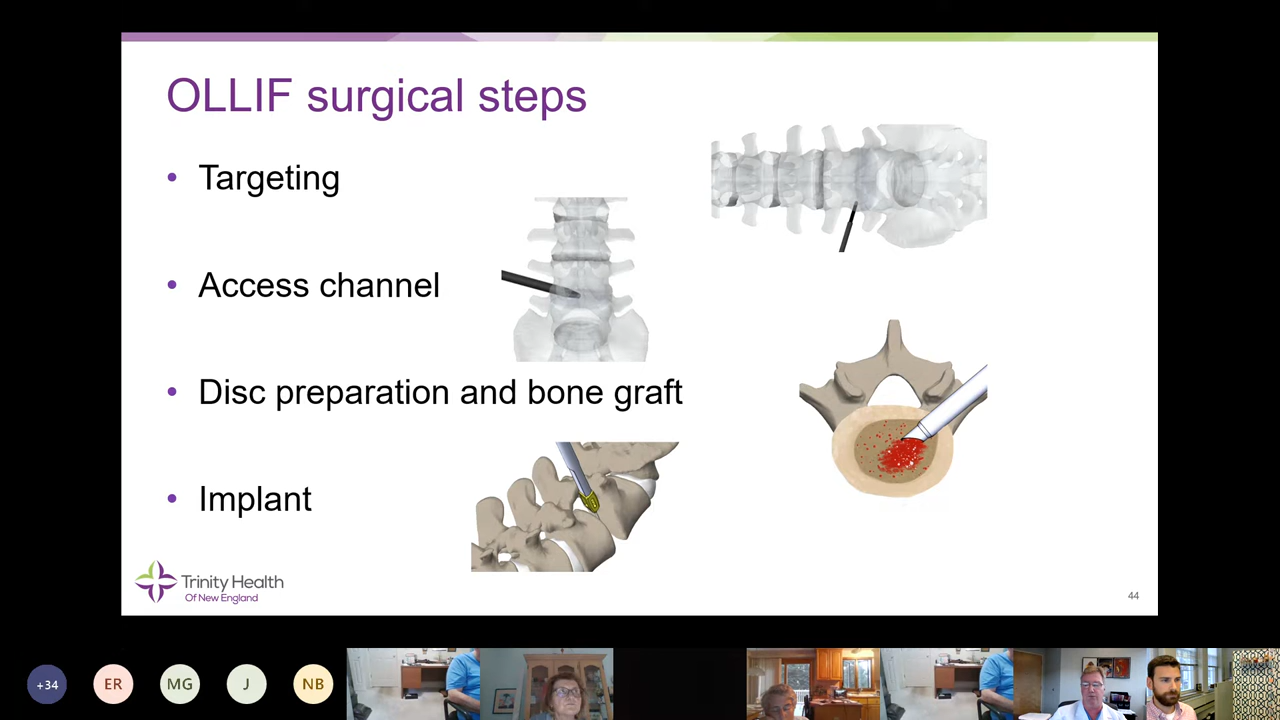 OLLIF surgical steps
• Targeting
• Access channel
• Disc preparation and bone graft
• Implant
Trinity Health
Of New England
44
+34
ER
MG
J
NB